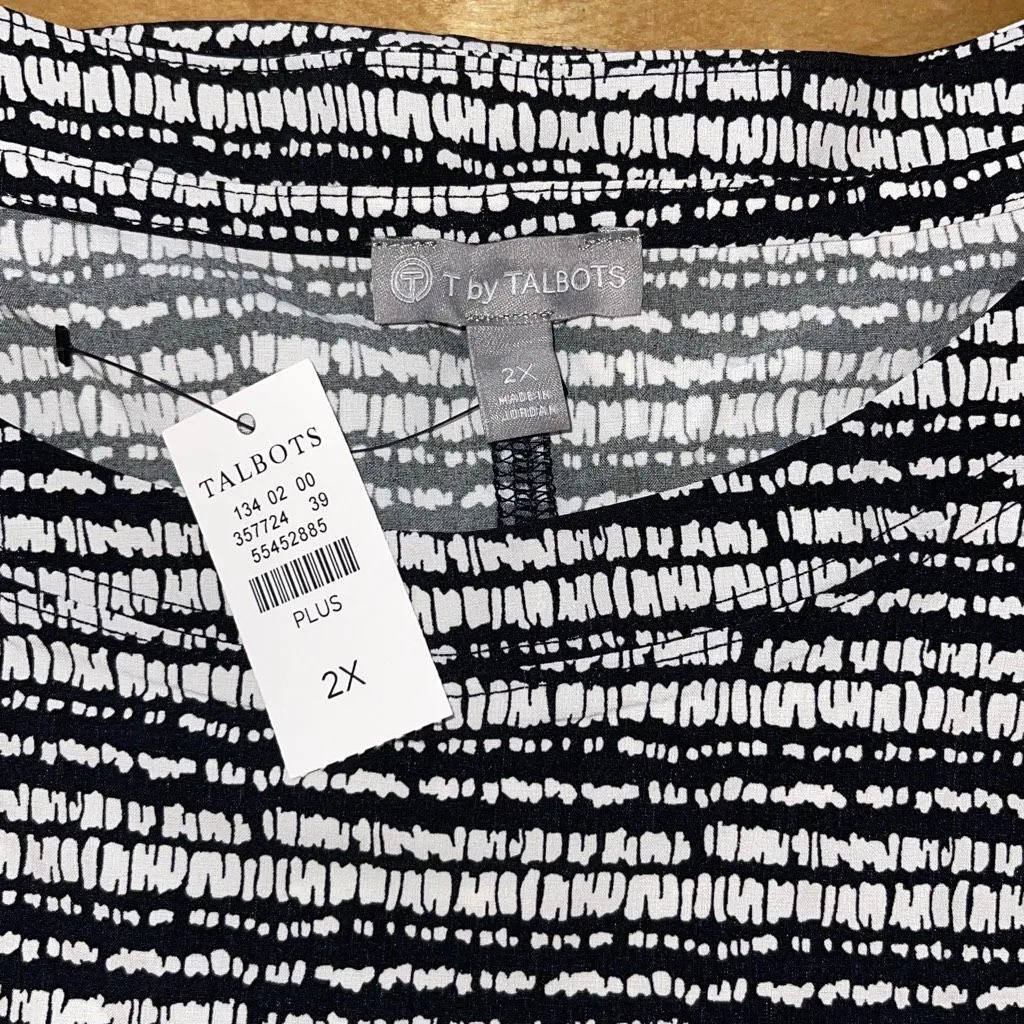 T by TALBOTS
2X
MADE IN
JORDAN
TALBOTS
134 02 00
357724 39
55452885
PLUS
2X